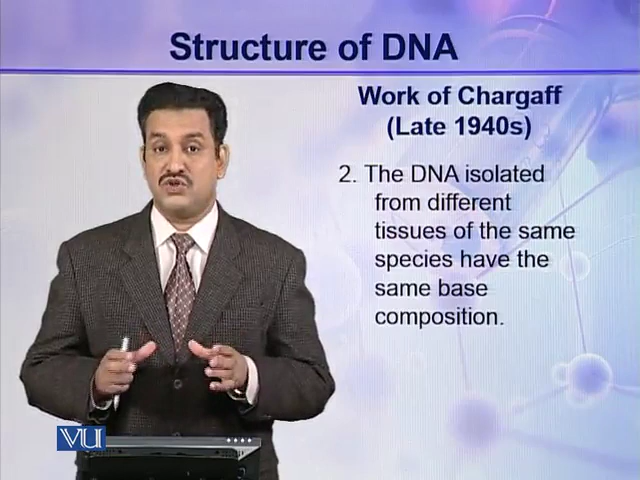 Structure of DNA
Work of Chargaff
(Late 1940s)
2. The DNA isolated
from different
tissues of the same
species have the
same base
composition.
VU